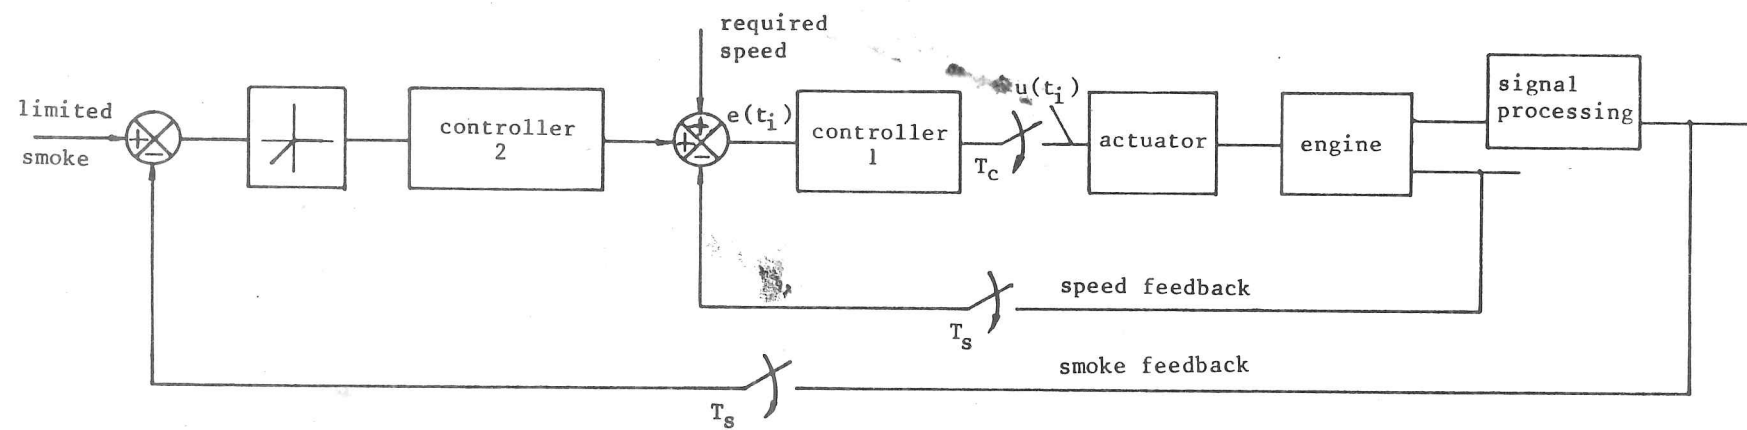 required
speed
limited
smoke
+
−
controller
2
+
+
−
e(ti)
controller
1
Tc
u(ti)
actuator
engine
signal
processing
speed feedback
Ts
smoke feedback
Ts